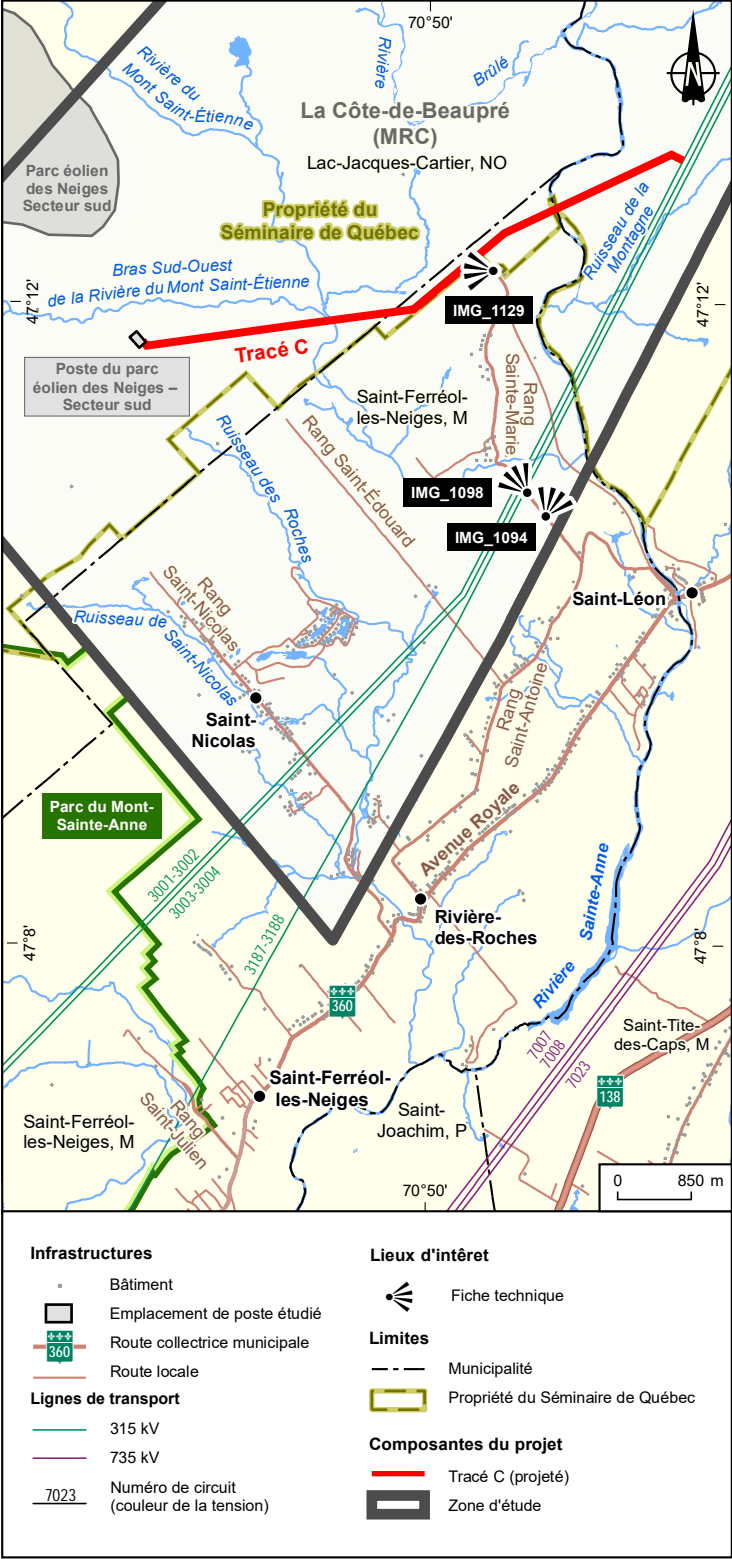 70°50'
Rivière du
Mont Saint-Étienne
Rivière
Brûlé
N
La Côte-de-Beaupré
(MRC)
Lac-Jacques-Cartier, NO
Parc éolien
des Neiges
Secteur sud
Propriété du
Séminaire de Québec
Ruisseau de la
Montagne
Bras Sud-Ouest
de la Rivière du Mont Saint-Étienne
47°12'
47°12'
IMG_1129
Tracé C
Poste du parc
éolien des Neiges –
Secteur sud
Rang
Sainte-Marie
Saint-Ferréol-
les-Neiges, M
Rang Saint-Édouard
Ruisseau des Roches
IMG_1098
IMG_1094
Saint-Léon
Rang
Saint-Nicolas
Ruisseau de
Saint-Nicolas
Saint-
Nicolas
Rang
Saint-Antoine
Parc du Mont-
Sainte-Anne
Avenue Royale
3001-3002
3003-3004
3187-3188
Rivière-
des-Roches
Rivière Sainte-Anne
47°8'
47°8'
360
7007
7008
7023
Saint-Tite-
des-Caps, M
138
Saint-Ferréol-
les-Neiges
Saint-Ferréol-
les-Neiges, M
Rang
Saint-Julien
Saint-
Joachim, P
70°50'
0 850 m
Infrastructures
Bâtiment
Emplacement de poste étudié
360
Route collectrice municipale
Route locale
Lignes de transport
315 kV
735 kV
7023
Numéro de circuit
(couleur de la tension)
Lieux d'intêret
Fiche technique
Limites
Municipalité
Propriété du Séminaire de Québec
Composantes du projet
Tracé C (projeté)
Zone d'étude